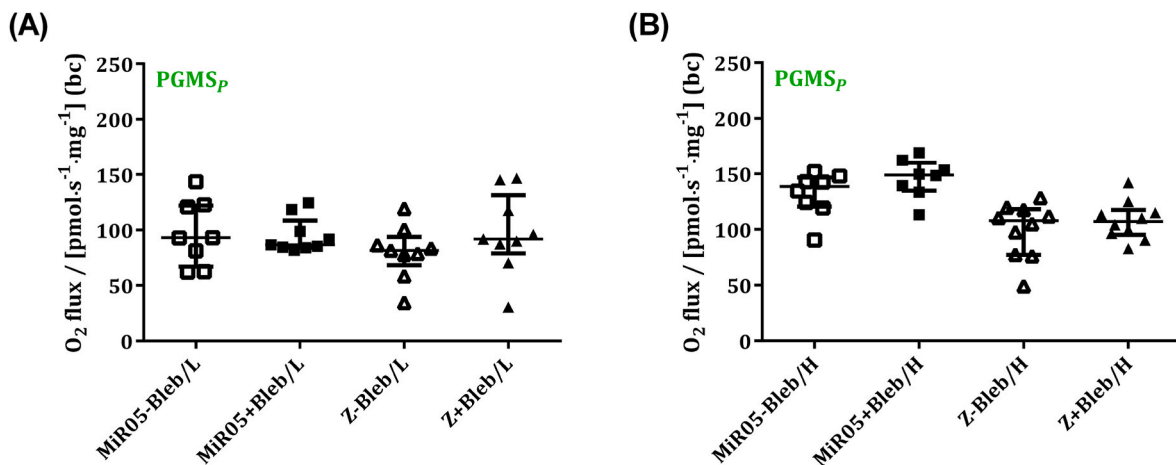 (A)
O₂ flux / [pmol·s⁻¹·mg⁻¹] (bc)
250
200
150
100
50
0
PGMS_P
MiR05-Bleb/L
MiR05+Bleb/L
Z-Bleb/L
Z+Bleb/L
(B)
O₂ flux / [pmol·s⁻¹·mg⁻¹] (bc)
250
200
150
100
50
0
PGMS_P
MiR05-Bleb/H
MiR05+Bleb/H
Z-Bleb/H
Z+Bleb/H